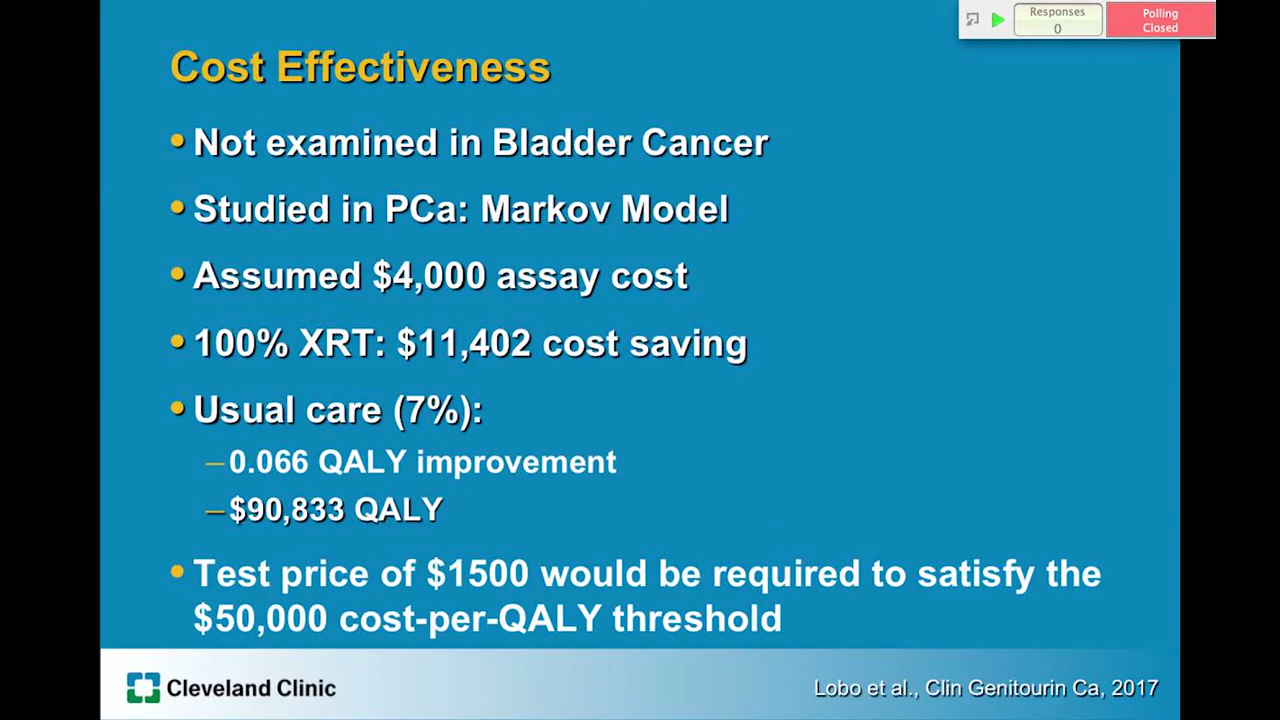 Responses
0
Polling
Closed
Cost Effectiveness
• Not examined in Bladder Cancer
• Studied in PCa: Markov Model
• Assumed $4,000 assay cost
• 100% XRT: $11,402 cost saving
• Usual care (7%):
–0.066 QALY improvement
–$90,833 QALY
• Test price of $1500 would be required to satisfy the
$50,000 cost-per-QALY threshold
Cleveland Clinic
Lobo et al., Clin Genitourin Ca, 2017